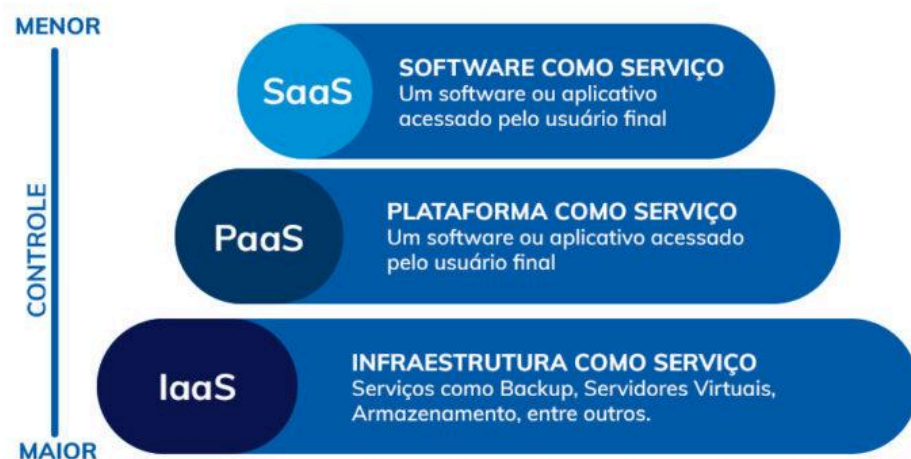 MENOR
CONTROLE
MAIOR
SaaS
SOFTWARE COMO SERVIÇO
Um software ou aplicativo
acessado pelo usuário final
PaaS
PLATAFORMA COMO SERVIÇO
Um software ou aplicativo acessado
pelo usuário final
IaaS
INFRAESTRUTURA COMO SERVIÇO
Serviços como Backup, Servidores Virtuais,
Armazenamento, entre outros.